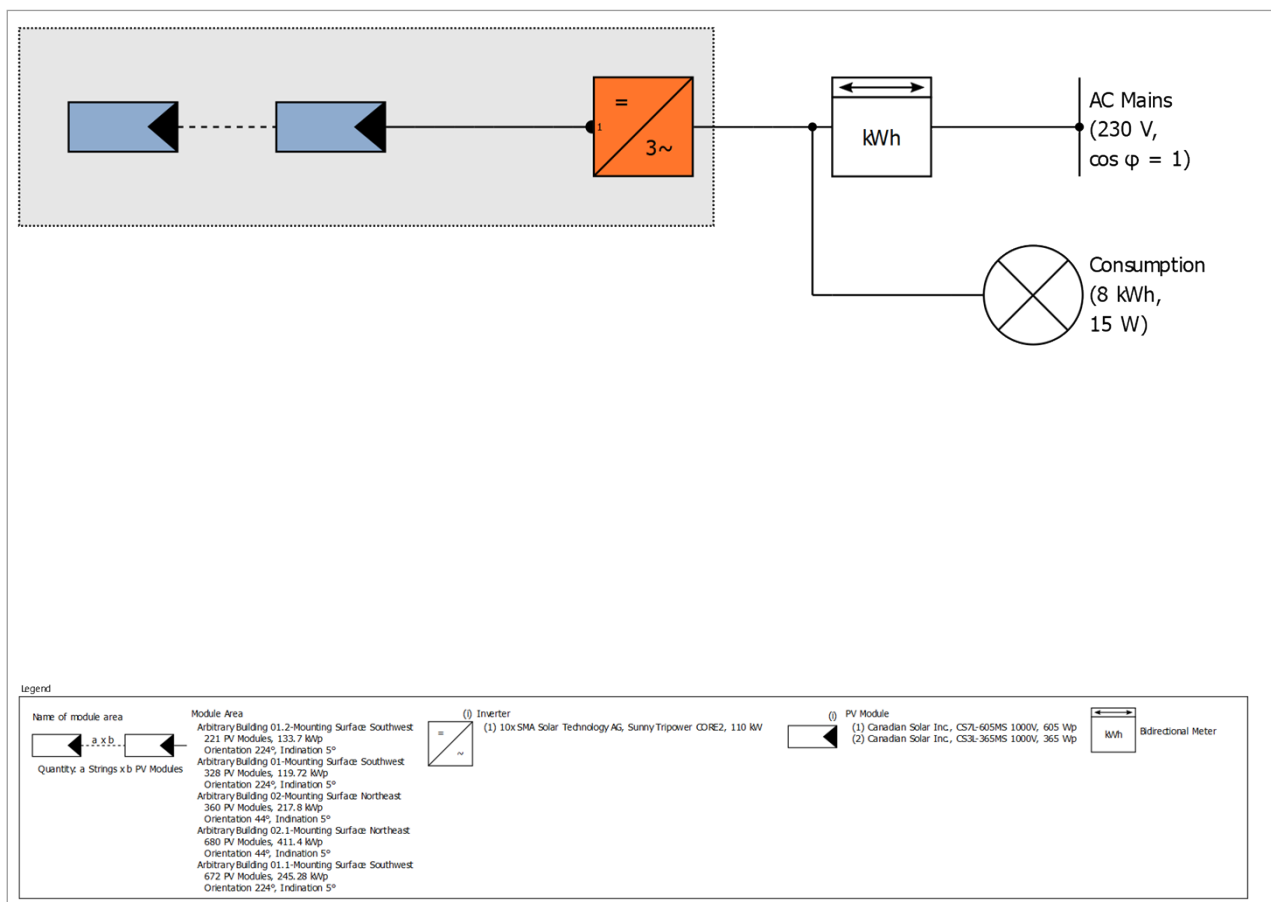 =
1
3~
kWh
AC Mains
(230 V,
cos φ = 1)
Consumption
(8 kWh,
15 W)
Legend
Name of module area
a x b
Quantity: a Strings x b PV Modules
Module Area
Arbitrary Building 01.2-Mounting Surface Southwest
221 PV Modules, 133.7 kWp
Orientation 224°, Inclination 5°
Arbitrary Building 01-Mounting Surface Southwest
328 PV Modules, 119.72 kWp
Orientation 224°, Inclination 5°
Arbitrary Building 02-Mounting Surface Northeast
360 PV Modules, 217.8 kWp
Orientation 44°, Inclination 5°
Arbitrary Building 02.1-Mounting Surface Northeast
680 PV Modules, 411.4 kWp
Orientation 44°, Inclination 5°
Arbitrary Building 01.1-Mounting Surface Southwest
672 PV Modules, 245.28 kWp
Orientation 224°, Inclination 5°
(i) Inverter
=
~
(1) 10x SMA Solar Technology AG, Sunny Tripower CORE2, 110 kW
(i) PV Module
(1) Canadian Solar Inc., CS7L-605MS 1000V, 605 Wp
(2) Canadian Solar Inc., CS3L-365MS 1000V, 365 Wp
kWh
Bidirectional Meter